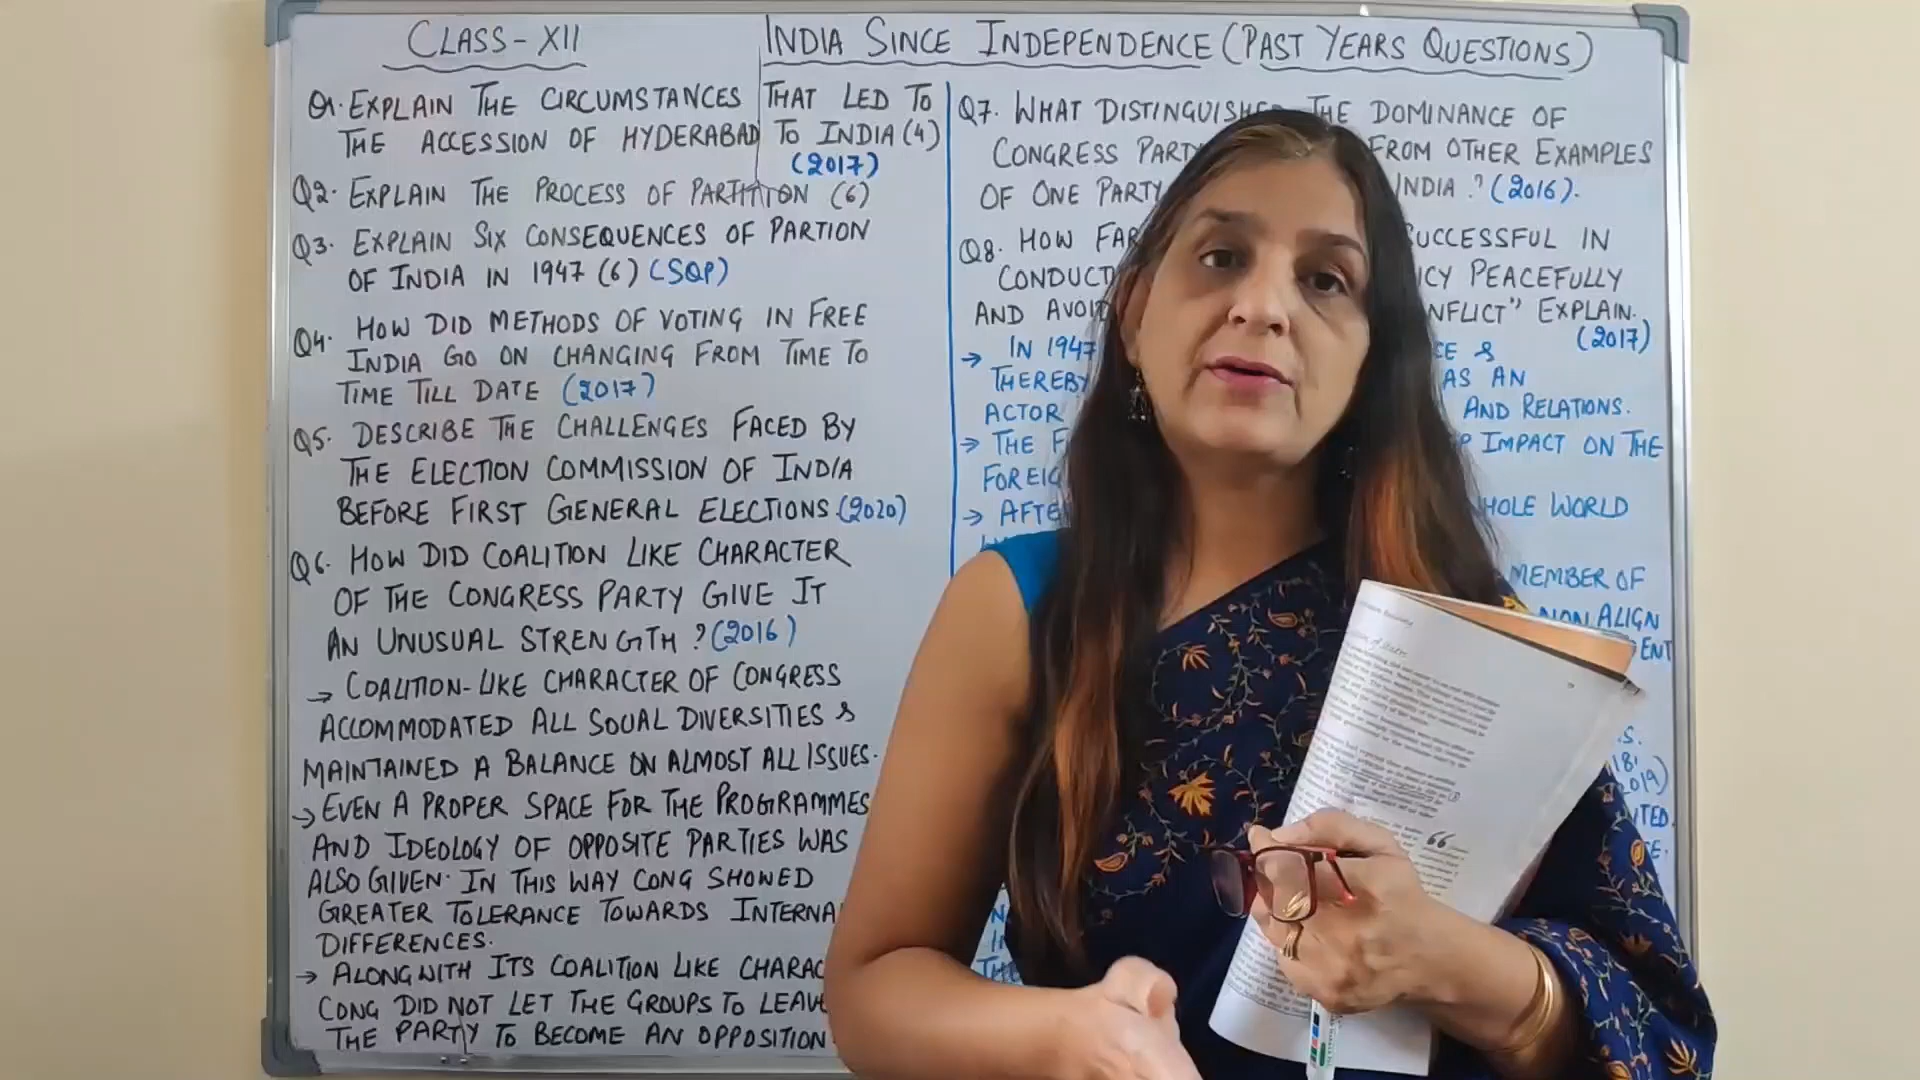 CLASS-XII
INDIA SINCE INDEPENDENCE (PAST YEARS QUESTIONS)
Q1. EXPLAIN THE CIRCUMSTANCES THAT LED TO
THE ACCESSION OF HYDERABAD TO INDIA (4)
(2017)
Q2. EXPLAIN THE PROCESS OF PARTITION (6)
Q3. EXPLAIN SIX CONSEQUENCES OF PARTION
OF INDIA IN 1947 (6) (SQP)
Q4. HOW DID METHODS OF VOTING IN FREE
INDIA GO ON CHANGING FROM TIME TO
TIME TILL DATE (2017)
Q5. DESCRIBE THE CHALLENGES FACED BY
THE ELECTION COMMISSION OF INDIA
BEFORE FIRST GENERAL ELECTIONS (2020)
Q6. HOW DID COALITION LIKE CHARACTER
OF THE CONGRESS PARTY GIVE IT
AN UNUSUAL STRENGTH ? (2016)
→ COALITION-LIKE CHARACTER OF CONGRESS
ACCOMMODATED ALL SOCIAL DIVERSITIES &
MAINTAINED A BALANCE ON ALMOST ALL ISSUES.
→ EVEN A PROPER SPACE FOR THE PROGRAMMES
AND IDEOLOGY OF OPPOSITE PARTIES WAS
ALSO GIVEN. IN THIS WAY CONG SHOWED
GREATER TOLERANCE TOWARDS INTERNA
DIFFERENCES.
→ ALONGWITH ITS COALITION LIKE CHARAC
CONG DID NOT LET THE GROUPS TO LEAVE
THE PARTY TO BECOME AN OPPOSITION
Q7. WHAT DISTINGUISHE THE DOMINANCE OF
CONGRESS PARTY FROM OTHER EXAMPLES
OF ONE PARTY INDIA ? (2016).
Q8. HOW FAR SUCCESSFUL IN
CONDUCT ICY PEACEFULLY
AND AVOID NFLICT" EXPLAIN.
(2017)
→ IN 1947 CE &
THEREBY AS AN
ACTOR AND RELATIONS.
→ THE F P IMPACT ON THE
FOREIG
→ AFTE HOLE WORLD
MEMBER OF
NON ALIGN
ENT
.S.
18,
2019)
ITED.
E.